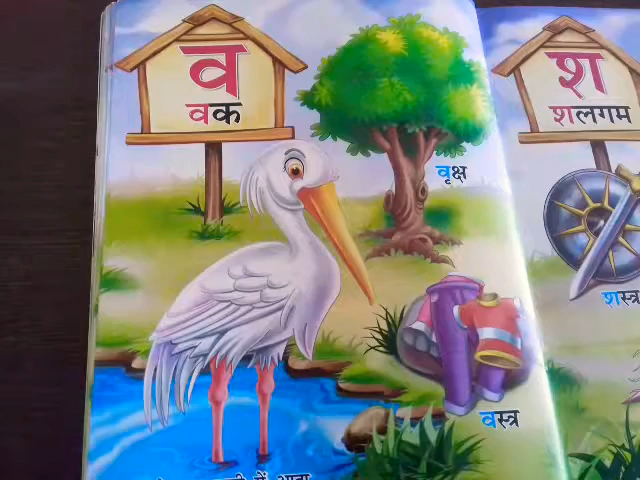 व
वक
वृक्ष
वस्त्र
श
शलगम
शस्त्र